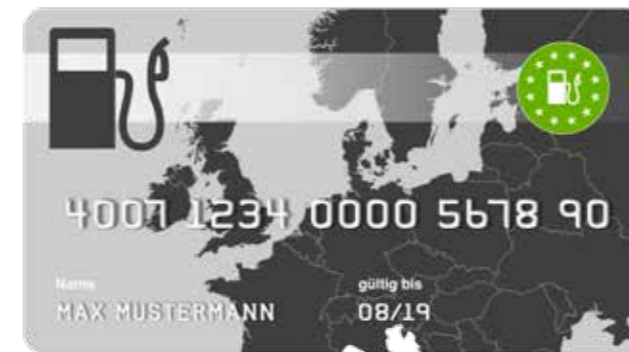 4007 1234 0000 5678 90
Name
gültig bis
MAX MUSTERMANN
08/19